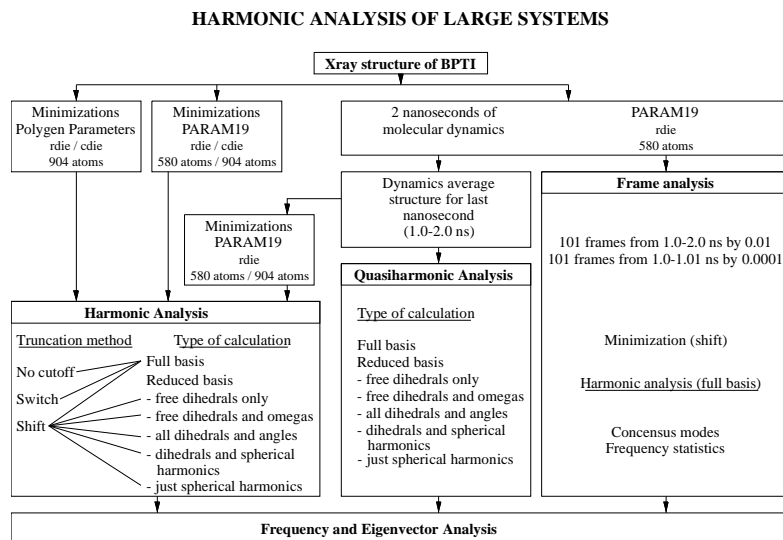 HARMONIC ANALYSIS OF LARGE SYSTEMS
Xray structure of BPTI
Minimizations
Polygen Parameters
rdie / cdie
904 atoms
Minimizations
PARAM19
rdie / cdie
580 atoms / 904 atoms
2 nanoseconds of
molecular dynamics
PARAM19
rdie
580 atoms
Minimizations
PARAM19
rdie
580 atoms / 904 atoms
Dynamics average
structure for last
nanosecond
(1.0-2.0 ns)
Frame analysis
101 frames from 1.0-2.0 ns by 0.01
101 frames from 1.0-1.01 ns by 0.0001
Minimization (shift)
Harmonic analysis (full basis)
Concensus modes
Frequency statistics
Harmonic Analysis
Truncation method
No cutoff
Switch
Shift
Type of calculation
Full basis
Reduced basis
- free dihedrals only
- free dihedrals and omegas
- all dihedrals and angles
- dihedrals and spherical
harmonics
- just spherical harmonics
Quasiharmonic Analysis
Type of calculation
Full basis
Reduced basis
- free dihedrals only
- free dihedrals and omegas
- all dihedrals and angles
- dihedrals and spherical
harmonics
- just spherical harmonics
Frequency and Eigenvector Analysis